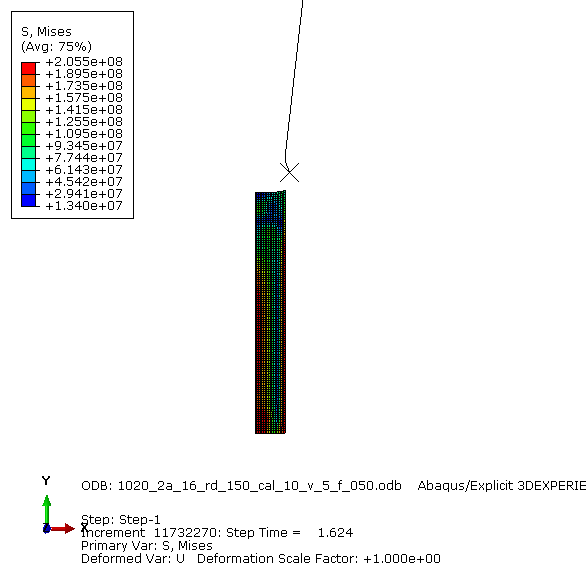 S, Mises
(Avg: 75%)
+2.055e+08
+1.895e+08
+1.735e+08
+1.575e+08
+1.415e+08
+1.255e+08
+1.095e+08
+9.345e+07
+7.744e+07
+6.143e+07
+4.542e+07
+2.941e+07
+1.340e+07
Y
X
ODB: 1020_2a_16_rd_150_cal_10_v_5_f_050.odb Abaqus/Explicit 3DEXPERIE
Step: Step-1
Increment 11732270: Step Time = 1.624
Primary Var: S, Mises
Deformed Var: U Deformation Scale Factor: +1.000e+00